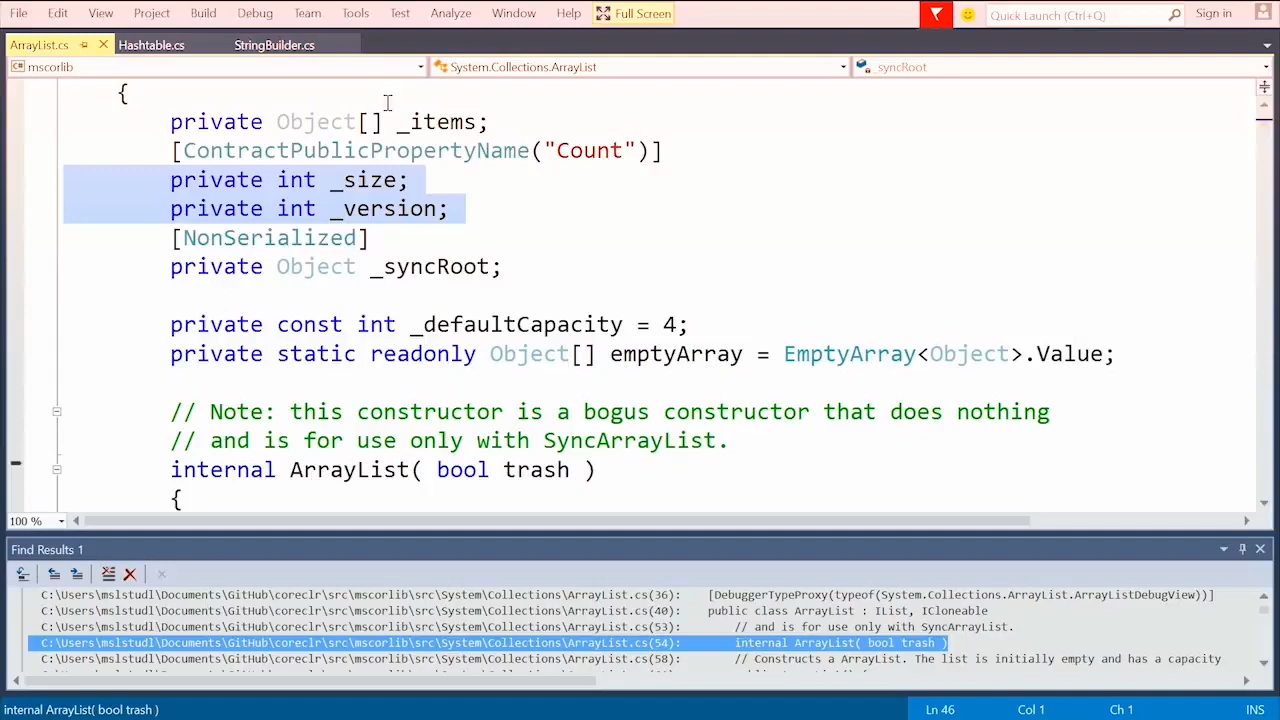 File Edit View Project Build Debug Team Tools Test Analyze Window Help Full Screen Quick Launch (Ctrl+Q) Sign in
ArrayList.cs Hashtable.cs StringBuilder.cs
C# mscorlib System.Collections.ArrayList _syncRoot
{
private Object[] _items;
[ContractPublicPropertyName("Count")]
private int _size;
private int _version;
[NonSerialized]
private Object _syncRoot;
private const int _defaultCapacity = 4;
private static readonly Object[] emptyArray = EmptyArray<Object>.Value;
// Note: this constructor is a bogus constructor that does nothing
// and is for use only with SyncArrayList.
internal ArrayList( bool trash )
{
100 %
Find Results 1
C:\Users\mslstudl\Documents\GitHub\coreclr\src\mscorlib\src\System\Collections\ArrayList.cs(36): [DebuggerTypeProxy(typeof(System.Collections.ArrayList.ArrayListDebugView))]
C:\Users\mslstudl\Documents\GitHub\coreclr\src\mscorlib\src\System\Collections\ArrayList.cs(40): public class ArrayList : IList, ICloneable
C:\Users\mslstudl\Documents\GitHub\coreclr\src\mscorlib\src\System\Collections\ArrayList.cs(53): // and is for use only with SyncArrayList.
C:\Users\mslstudl\Documents\GitHub\coreclr\src\mscorlib\src\System\Collections\ArrayList.cs(54): internal ArrayList( bool trash )
C:\Users\mslstudl\Documents\GitHub\coreclr\src\mscorlib\src\System\Collections\ArrayList.cs(58): // Constructs a ArrayList. The list is initially empty and has a capacity
internal ArrayList( bool trash ) Ln 46 Col 1 Ch 1 INS